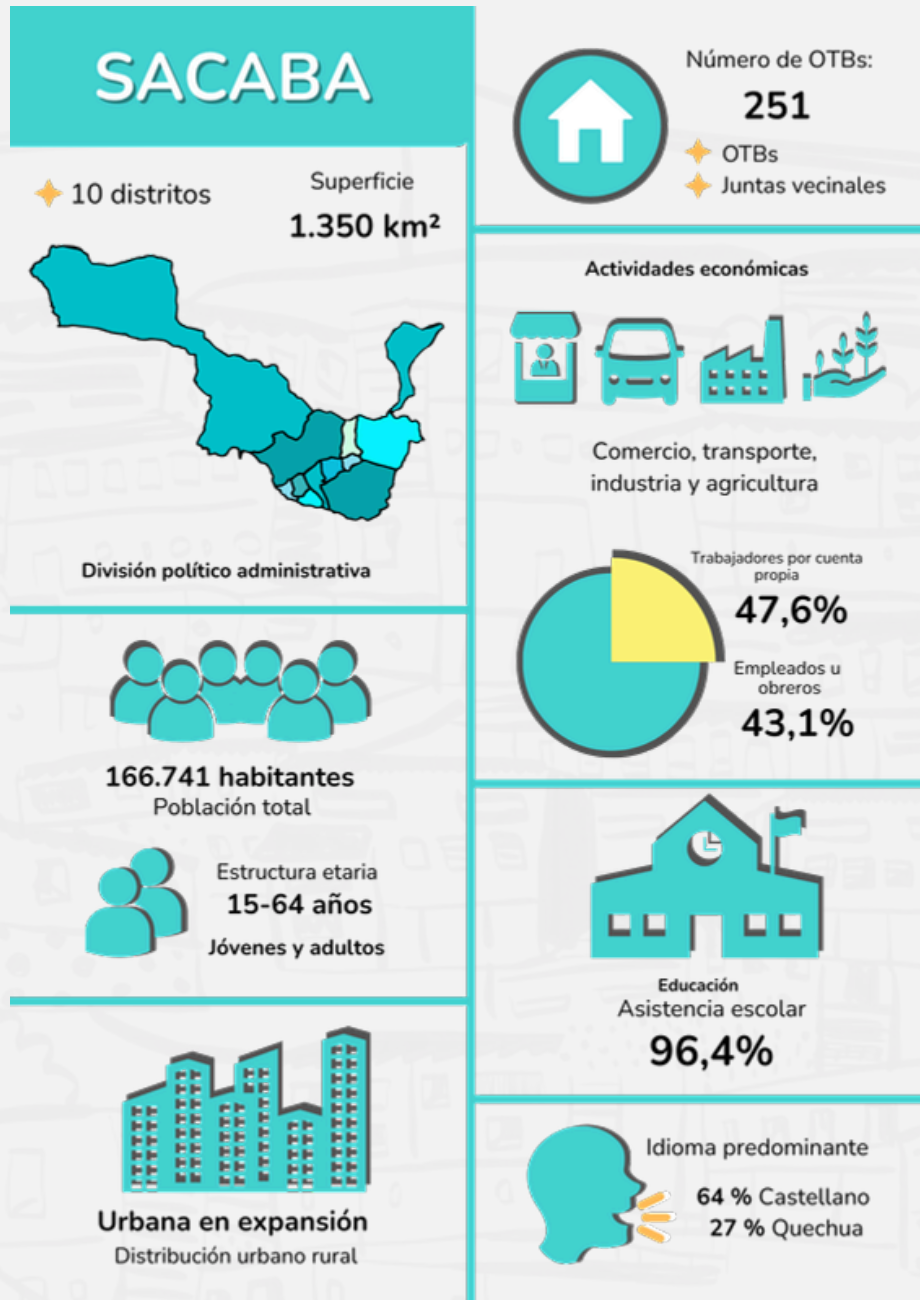 SACABA
10 distritos
Superficie
1.350 km²
División político administrativa
166.741 habitantes
Población total
Estructura etaria
15-64 años
Jóvenes y adultos
Urbana en expansión
Distribución urbano rural
Número de OTBs:
251
OTBs
Juntas vecinales
Actividades económicas
Comercio, transporte,
industria y agricultura
Trabajadores por cuenta
propia
47,6%
Empleados u
obreros
43,1%
Educación
Asistencia escolar
96,4%
Idioma predominante
64 % Castellano
27 % Quechua